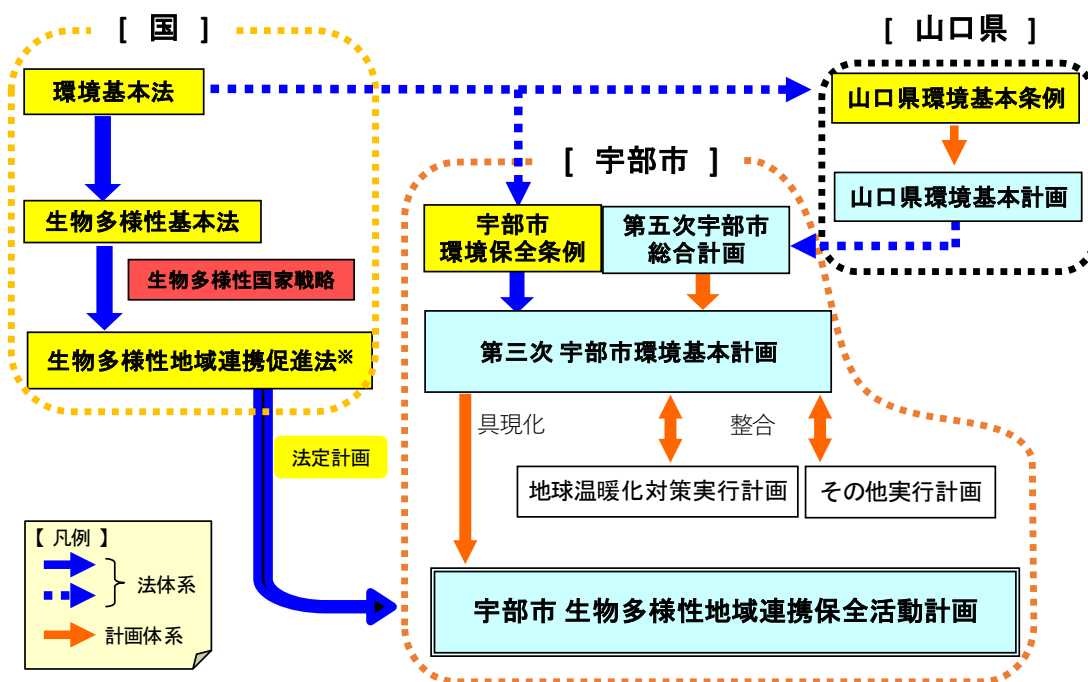 [ 国 ]
環境基本法
生物多様性基本法
生物多様性国家戦略
生物多様性地域連携促進法※
法定計画
[ 山口県 ]
山口県環境基本条例
山口県環境基本計画
[ 宇部市 ]
宇部市
環境保全条例
第五次宇部市
総合計画
第三次 宇部市環境基本計画
具現化
整合
地球温暖化対策実行計画
その他実行計画
宇部市 生物多様性地域連携保全活動計画
【 凡例 】
法体系
計画体系